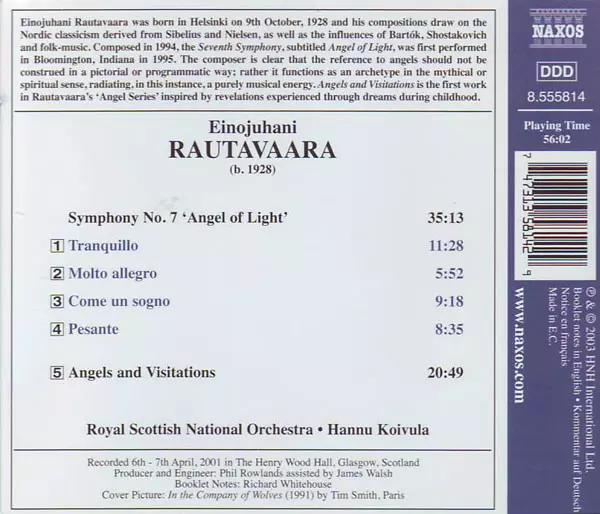 Einojuhani Rautavaara was born in Helsinki on 9th October, 1928 and his compositions draw on the
Nordic classicism derived from Sibelius and Nielsen, as well as the influences of Bartók, Shostakovich
and folk-music. Composed in 1994, the Seventh Symphony, subtitled Angel of Light, was first performed
in Bloomington, Indiana in 1995. The composer is clear that the reference to angels should not be
construed in a pictorial or programmatic way; rather it functions as an archetype in the mythical or
spiritual sense, radiating, in this instance, a purely musical energy. Angels and Visitations is the first work
in Rautavaara's 'Angel Series' inspired by revelations experienced through dreams during childhood.
Einojuhani
RAUTAVAARA
(b. 1928)
Symphony No. 7 'Angel of Light' 35:13
1 Tranquillo 11:28
2 Molto allegro 5:52
3 Come un sogno 9:18
4 Pesante 8:35
5 Angels and Visitations 20:49
Royal Scottish National Orchestra • Hannu Koivula
Recorded 6th - 7th April, 2001 in The Henry Wood Hall, Glasgow, Scotland
Producer and Engineer: Phil Rowlands assisted by James Walsh
Booklet Notes: Richard Whitehouse
Cover Picture: In the Company of Wolves (1991) by Tim Smith, Paris
NAXOS
DDD
8.555814
Playing Time
56:02
7 47313 58142 9
℗ & © 2003 HNH International Ltd.
Booklet notes in English • Kommentar auf Deutsch
Notice en français
Made in E.C.
www.naxos.com